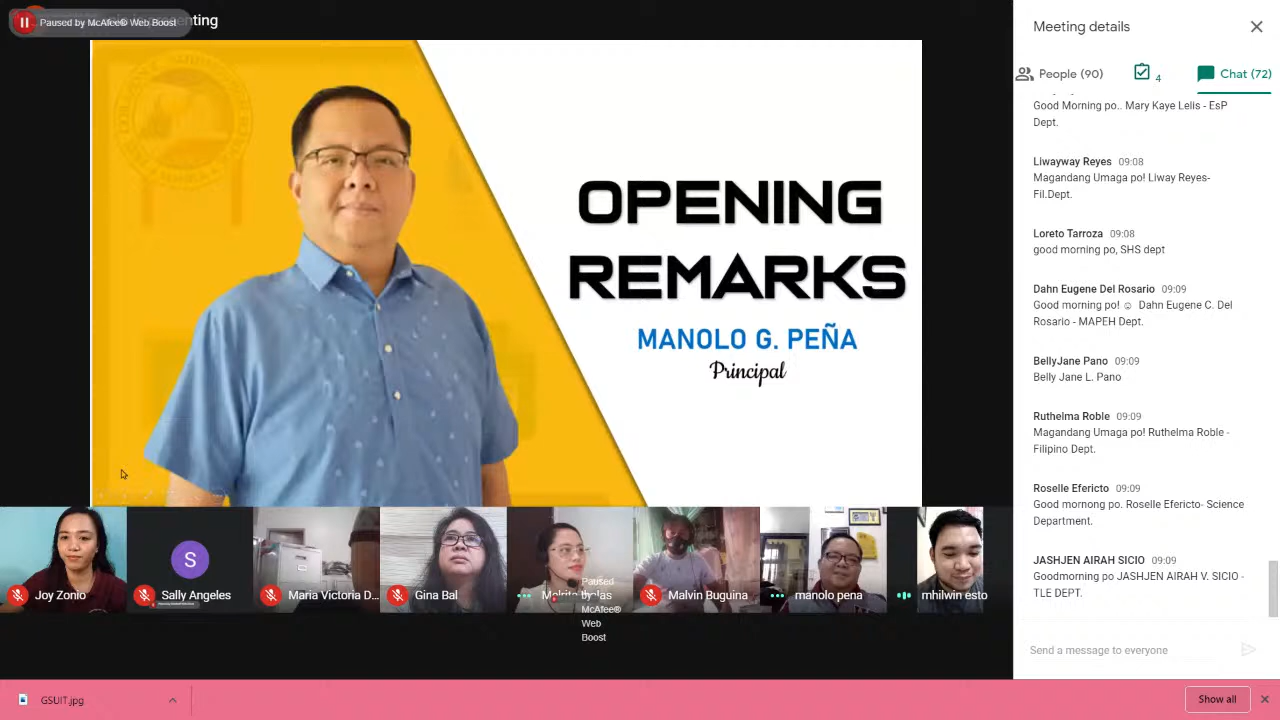 Paused by McAfee® Web Boost
enting
OPENING
REMARKS
MANOLO G. PEÑA
Principal
Joy Zonio
S
Sally Angeles
Maria Victoria D...
Gina Bal
Malvin Buguina
manolo pena
mhilwin esto
Paused
by
McAfee®
Web
Boost
Meeting details
People (90)
4
Chat (72)
Good Morning po.. Mary Kaye Lelis - EsP
Dept.
Liwayway Reyes 09:08
Magandang Umaga po! Liway Reyes-
Fil.Dept.
Loreto Tarroza 09:08
good morning po, SHS dept
Dahn Eugene Del Rosario 09:09
Good morning po! ☺ Dahn Eugene C. Del
Rosario - MAPEH Dept.
BellyJane Pano 09:09
Belly Jane L. Pano
Ruthelma Roble 09:09
Magandang Umaga po! Ruthelma Roble -
Filipino Dept.
Roselle Efericto 09:09
Good mornong po. Roselle Efericto- Science
Department.
JASHJEN AIRAH SICIO 09:09
Goodmorning po JASHJEN AIRAH V. SICIO -
TLE DEPT.
Send a message to everyone
GSUIT.jpg
Show all